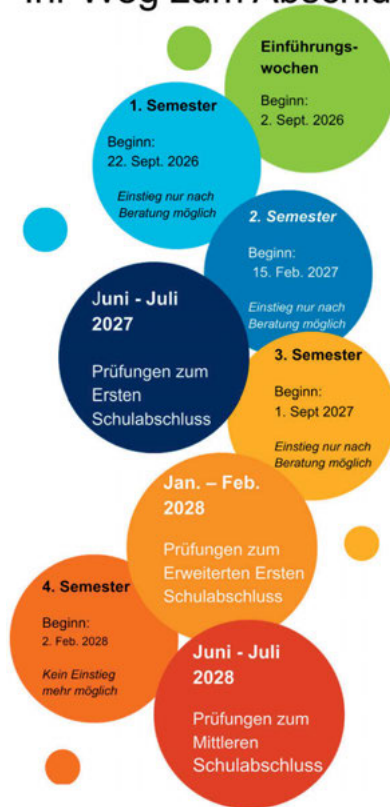 Einführungs-
wochen
Beginn:
2. Sept. 2026
1. Semester
Beginn:
22. Sept. 2026
Einstieg nur nach
Beratung möglich
2. Semester
Beginn:
15. Feb. 2027
Einstieg nur nach
Beratung möglich
Juni - Juli
2027
Prüfungen zum
Ersten
Schulabschluss
3. Semester
Beginn:
1. Sept 2027
Einstieg nur nach
Beratung möglich
Jan. – Feb.
2028
Prüfungen zum
Erweiterten Ersten
Schulabschluss
4. Semester
Beginn:
2. Feb. 2028
Kein Einstieg
mehr möglich
Juni - Juli
2028
Prüfungen zum
Mittleren
Schulabschluss